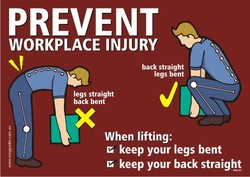 PREVENT
WORKPLACE INJURY
back straight
legs bent
legs straight
back bent
When lifting:
keep your legs bent
keep your back straight